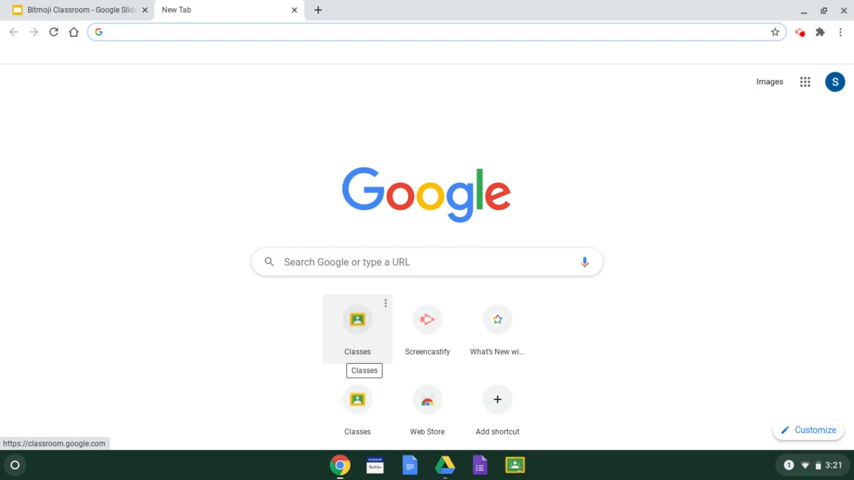 Bitmoji Classroom - Google Slide
New Tab
Images
S
Google
Search Google or type a URL
Classes
Screencastify
What's New wi...
Classes
Classes
Web Store
Add shortcut
Customize
https://classroom.google.com
1
3:21